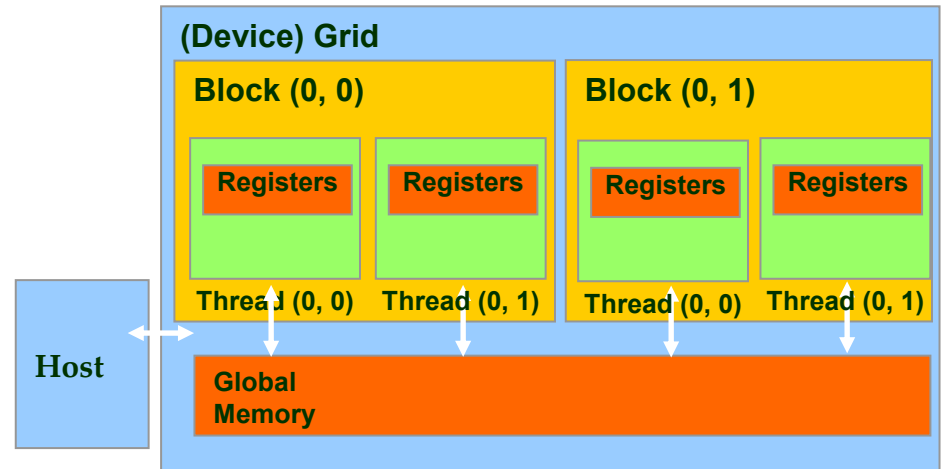 (Device) Grid
Block (0, 0)
Registers
Registers
Thread (0, 0)
Thread (0, 1)
Block (0, 1)
Registers
Registers
Thread (0, 0)
Thread (0, 1)
Host
Global
Memory